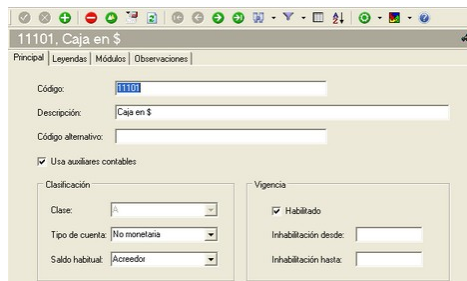 11101, Caja en $
Principal Leyendas Módulos Observaciones
Código: 11101
Descripción: Caja en $
Código alternativo:
Usa auxiliares contables
Clasificación
Clase: A
Tipo de cuenta: No monetaria
Saldo habitual: Acreedor
Vigencia
Habilitado
Inhabilitación desde:
Inhabilitación hasta: